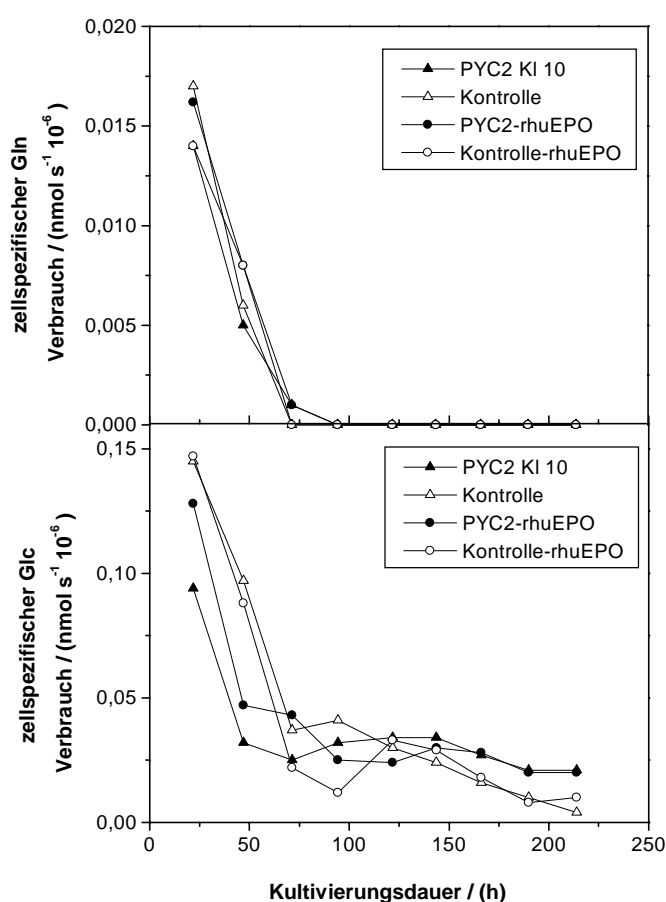 0,020
0,015
0,010
0,005
0,000
zellspezifischer Gln
Verbrauch / (nmol s⁻¹ 10⁻⁶)
PYC2 Kl 10
Kontrolle
PYC2-rhuEPO
Kontrolle-rhuEPO
0,15
0,10
0,05
0,00
zellspezifischer Glc
Verbrauch / (nmol s⁻¹ 10⁻⁶)
PYC2 Kl 10
Kontrolle
PYC2-rhuEPO
Kontrolle-rhuEPO
0 50 100 150 200 250
Kultivierungsdauer / (h)